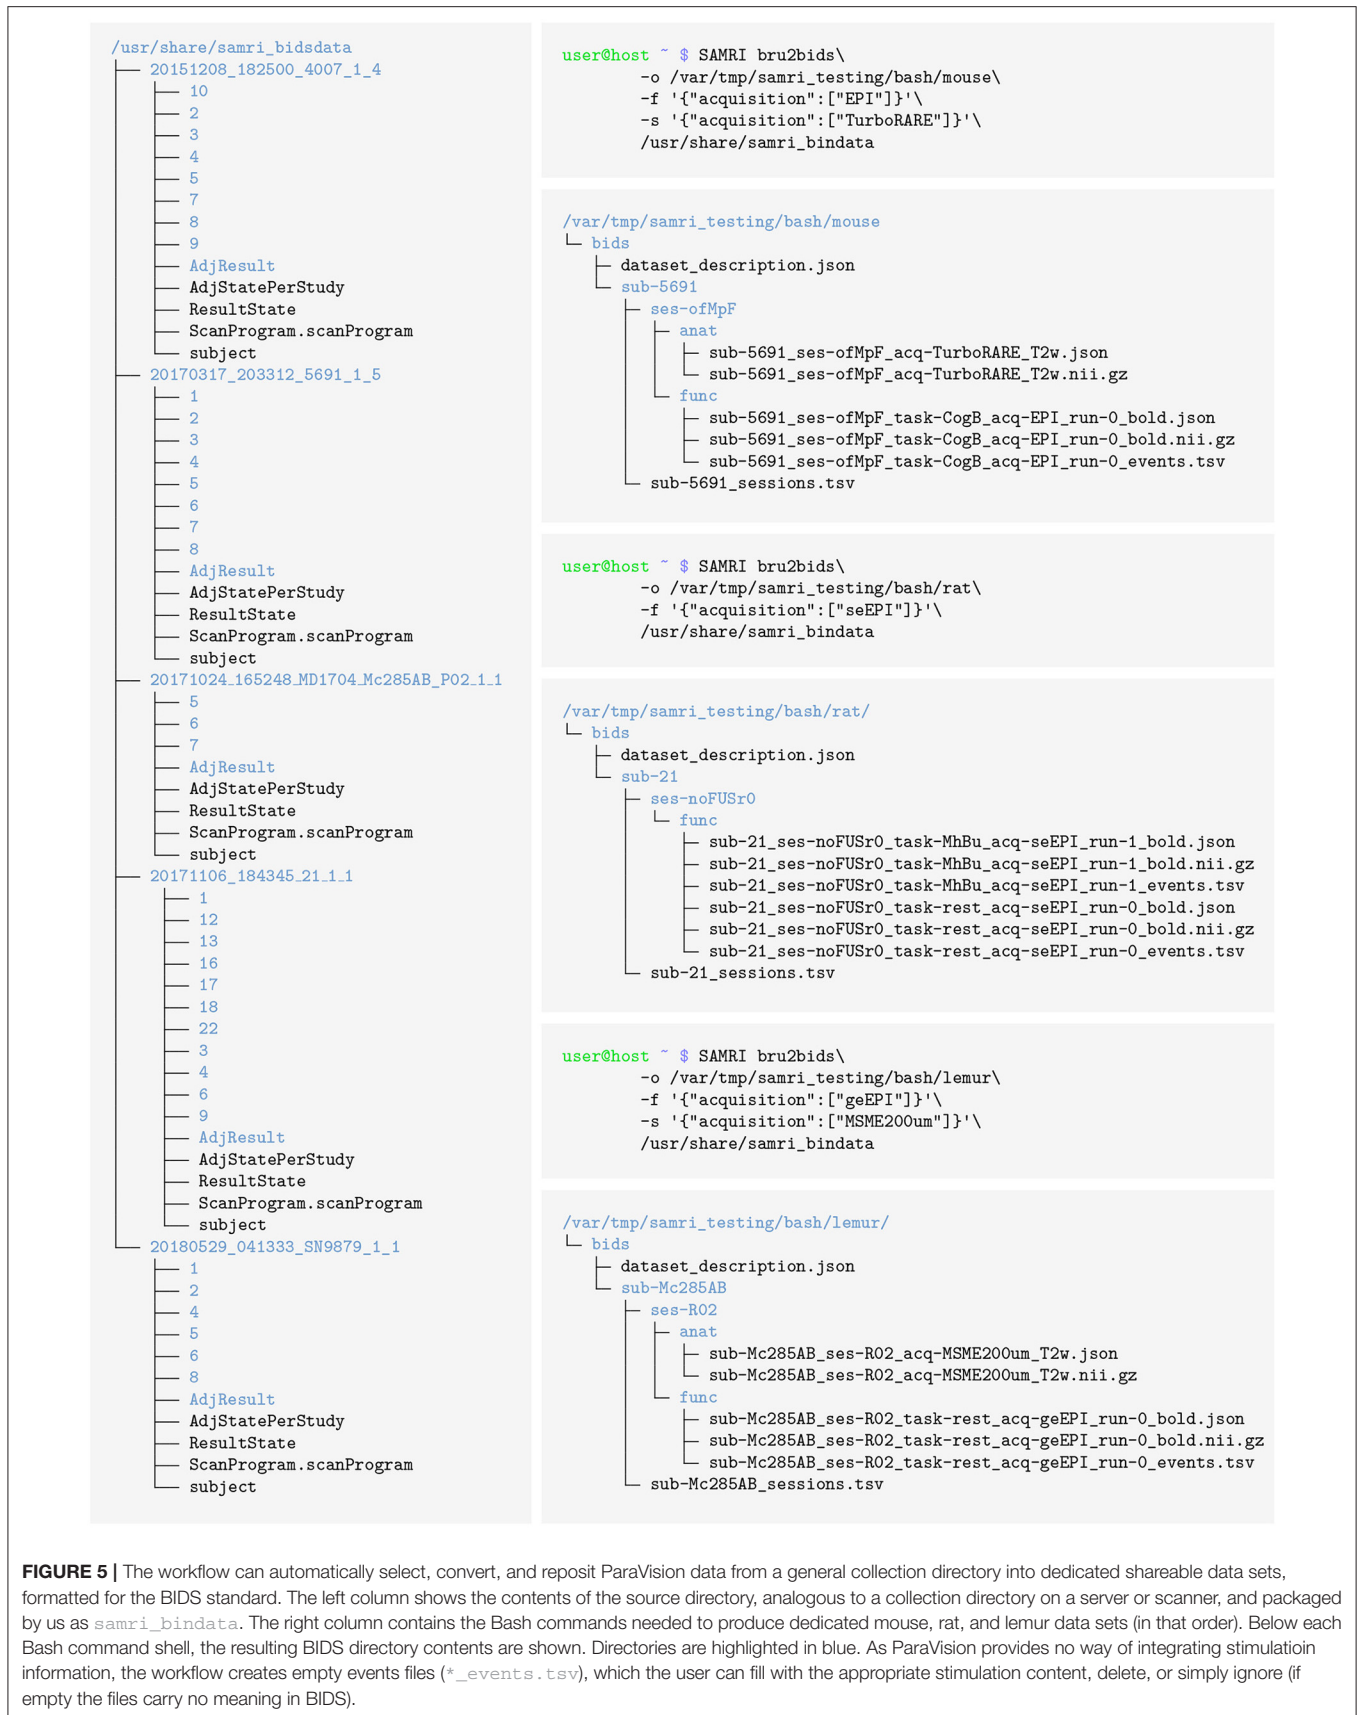 /usr/share/samri_bidsdata
20151208_182500_4007_1_4
10
2
3
4
5
7
8
9
AdjResult
AdjStatePerStudy
ResultState
ScanProgram.scanProgram
subject
20170317_203312_5691_1_5
1
2
3
4
5
6
7
8
AdjResult
AdjStatePerStudy
ResultState
ScanProgram.scanProgram
subject
20171024_165248_MD1704_Mc285AB_P02_1_1
5
6
7
AdjResult
AdjStatePerStudy
ResultState
ScanProgram.scanProgram
subject
20171106_184345_21_1_1
1
12
13
16
17
18
22
3
4
6
9
AdjResult
AdjStatePerStudy
ResultState
ScanProgram.scanProgram
subject
20180529_041333_SN9879_1_1
1
2
4
5
6
8
AdjResult
AdjStatePerStudy
ResultState
ScanProgram.scanProgram
subject
user@host ~ $ SAMRI bru2bids\
-o /var/tmp/samri_testing/bash/mouse\
-f '{"acquisition":["EPI"]}'\
-s '{"acquisition":["TurboRARE"]}'\
/usr/share/samri_bindata
/var/tmp/samri_testing/bash/mouse
bids
dataset_description.json
sub-5691
ses-ofMpF
anat
sub-5691_ses-ofMpF_acq-TurboRARE_T2w.json
sub-5691_ses-ofMpF_acq-TurboRARE_T2w.nii.gz
func
sub-5691_ses-ofMpF_task-CogB_acq-EPI_run-0_bold.json
sub-5691_ses-ofMpF_task-CogB_acq-EPI_run-0_bold.nii.gz
sub-5691_ses-ofMpF_task-CogB_acq-EPI_run-0_events.tsv
sub-5691_sessions.tsv
user@host ~ $ SAMRI bru2bids\
-o /var/tmp/samri_testing/bash/rat\
-f '{"acquisition":["seEPI"]}'\
/usr/share/samri_bindata
/var/tmp/samri_testing/bash/rat/
bids
dataset_description.json
sub-21
ses-noFUSr0
func
sub-21_ses-noFUSr0_task-MhBu_acq-seEPI_run-1_bold.json
sub-21_ses-noFUSr0_task-MhBu_acq-seEPI_run-1_bold.nii.gz
sub-21_ses-noFUSr0_task-MhBu_acq-seEPI_run-1_events.tsv
sub-21_ses-noFUSr0_task-rest_acq-seEPI_run-0_bold.json
sub-21_ses-noFUSr0_task-rest_acq-seEPI_run-0_bold.nii.gz
sub-21_ses-noFUSr0_task-rest_acq-seEPI_run-0_events.tsv
sub-21_sessions.tsv
user@host ~ $ SAMRI bru2bids\
-o /var/tmp/samri_testing/bash/lemur\
-f '{"acquisition":["geEPI"]}'\
-s '{"acquisition":["MSME200um"]}'\
/usr/share/samri_bindata
/var/tmp/samri_testing/bash/lemur/
bids
dataset_description.json
sub-Mc285AB
ses-R02
anat
sub-Mc285AB_ses-R02_acq-MSME200um_T2w.json
sub-Mc285AB_ses-R02_acq-MSME200um_T2w.nii.gz
func
sub-Mc285AB_ses-R02_task-rest_acq-geEPI_run-0_bold.json
sub-Mc285AB_ses-R02_task-rest_acq-geEPI_run-0_bold.nii.gz
sub-Mc285AB_ses-R02_task-rest_acq-geEPI_run-0_events.tsv
sub-Mc285AB_sessions.tsv
FIGURE 5 | The workflow can automatically select, convert, and reposit ParaVision data from a general collection directory into dedicated shareable data sets,
formatted for the BIDS standard. The left column shows the contents of the source directory, analogous to a collection directory on a server or scanner, and packaged
by us as samri_bindata. The right column contains the Bash commands needed to produce dedicated mouse, rat, and lemur data sets (in that order). Below each
Bash command shell, the resulting BIDS directory contents are shown. Directories are highlighted in blue. As ParaVision provides no way of integrating stimulatioin
information, the workflow creates empty events files (*_events.tsv), which the user can fill with the appropriate stimulation content, delete, or simply ignore (if
empty the files carry no meaning in BIDS).